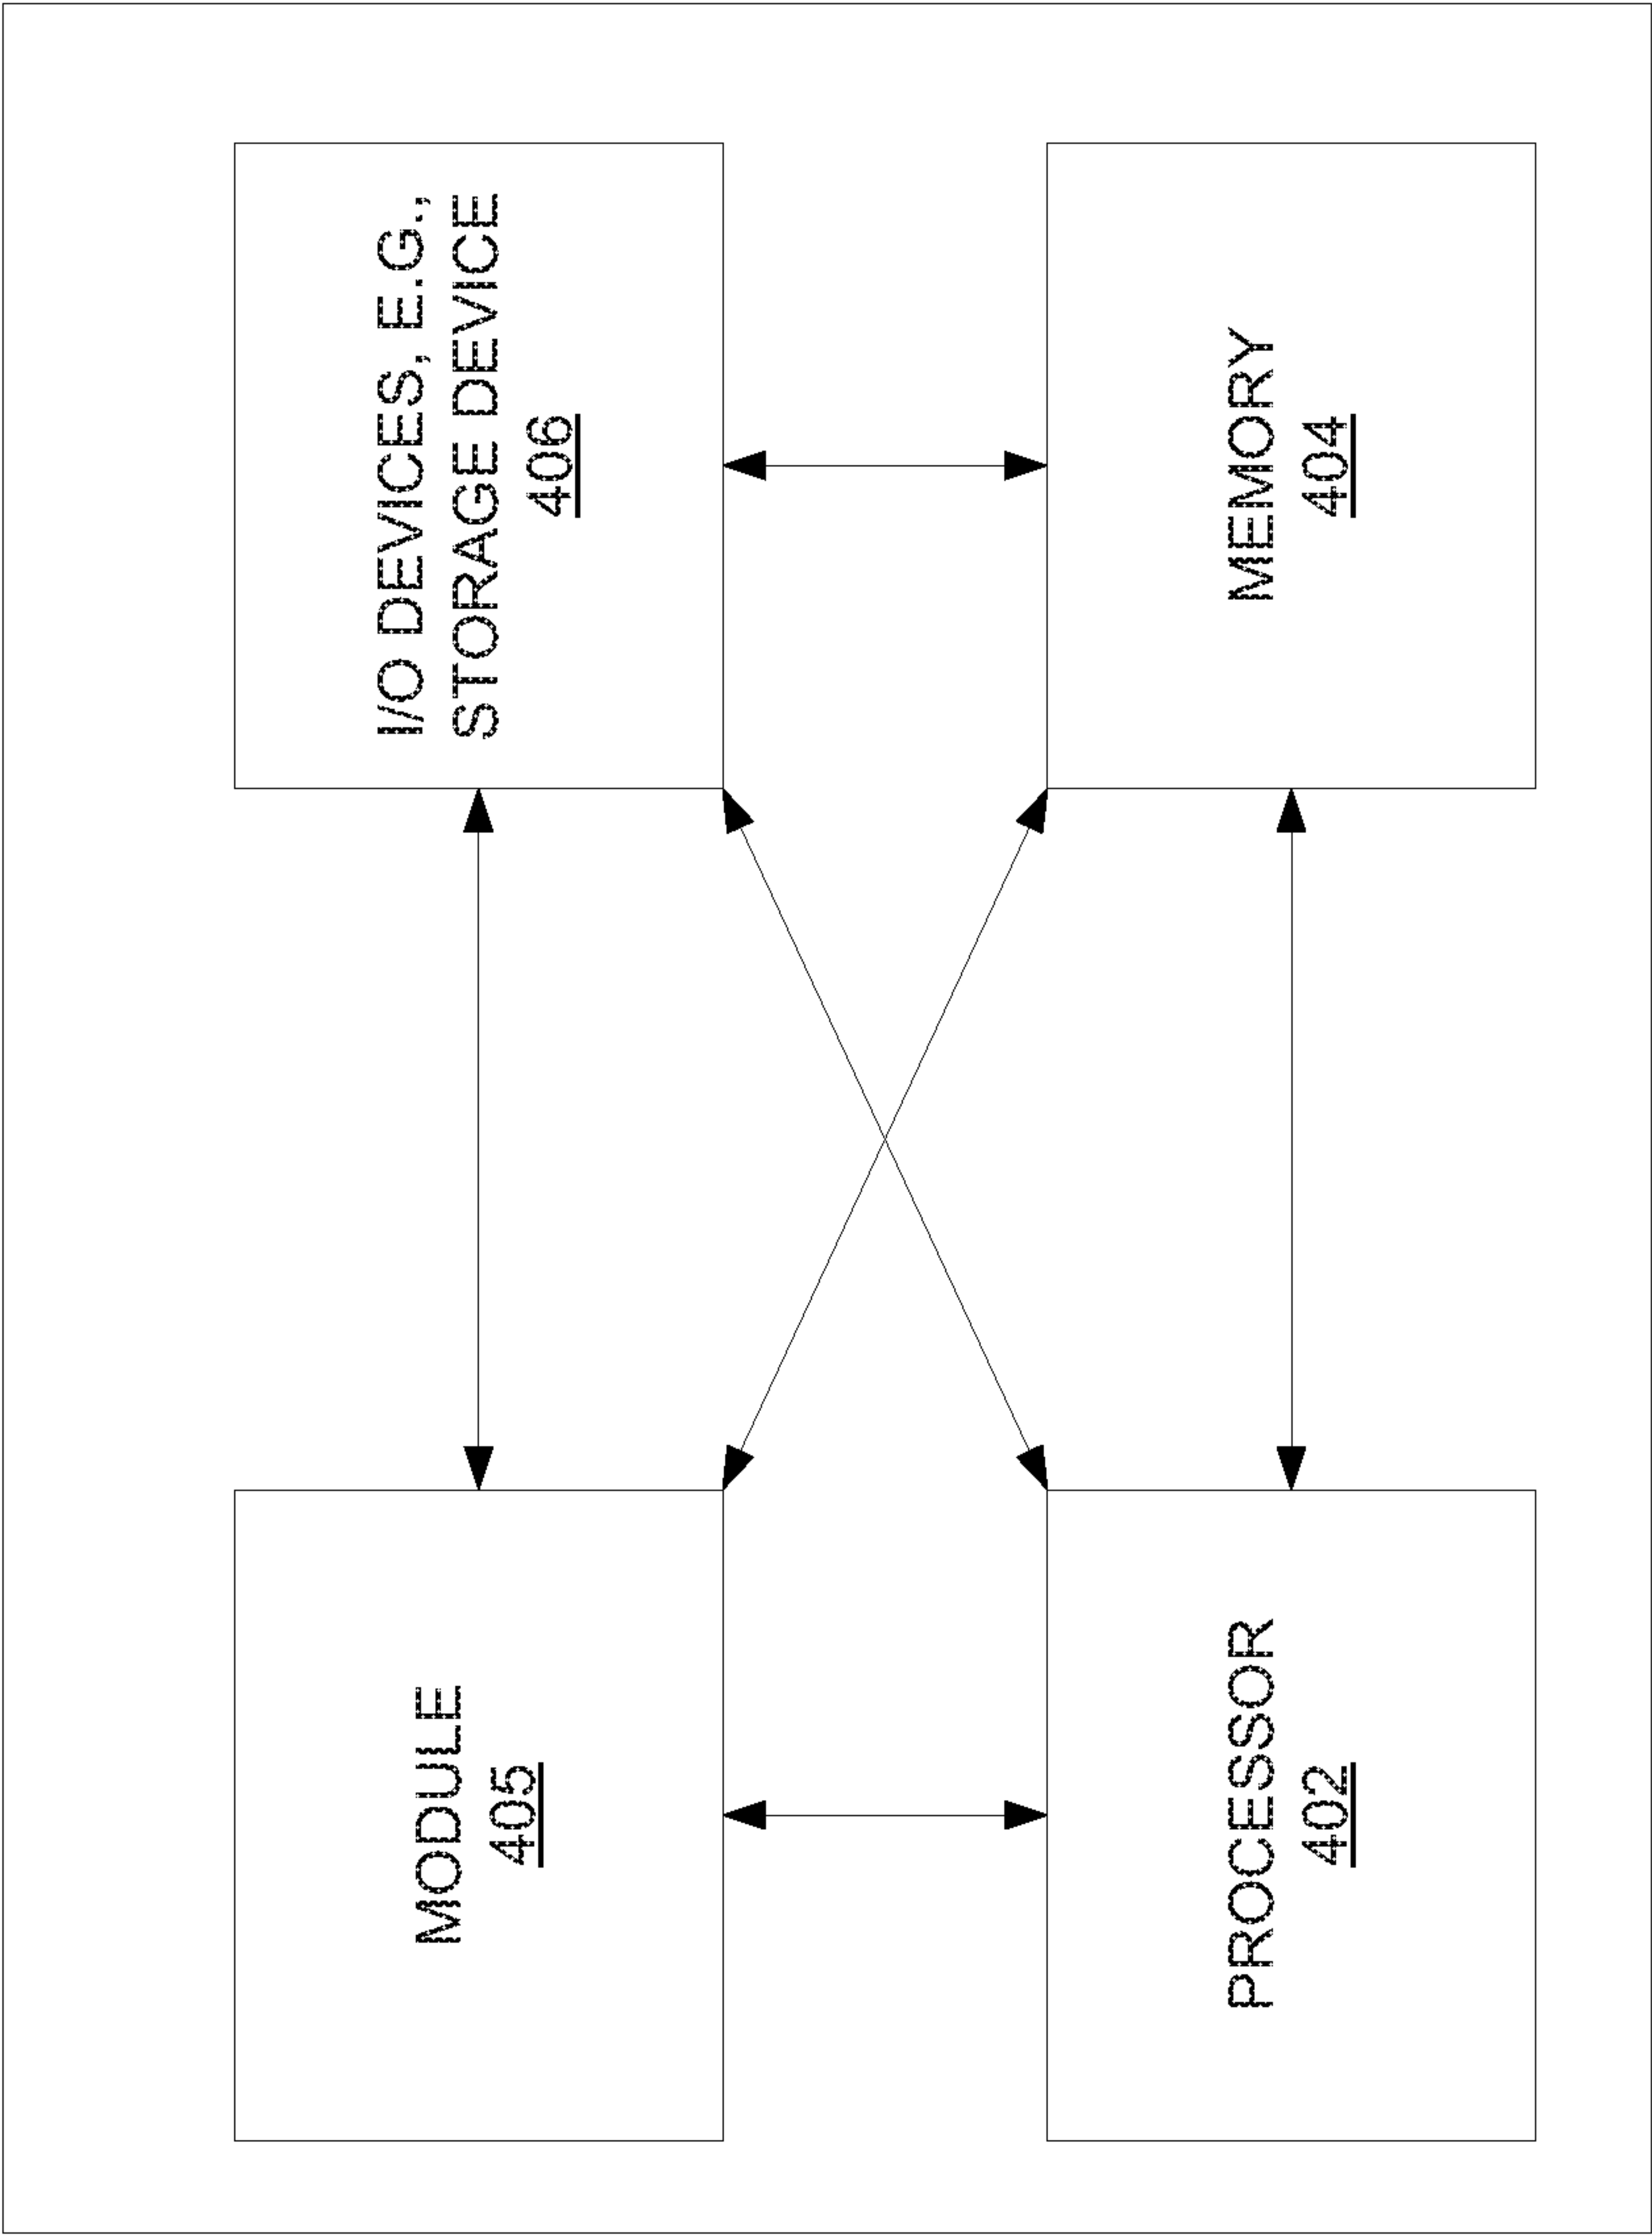 MODULE
405
I/O DEVICES, E.G.,
STORAGE DEVICE
406
PROCESSOR
402
MEMORY
404